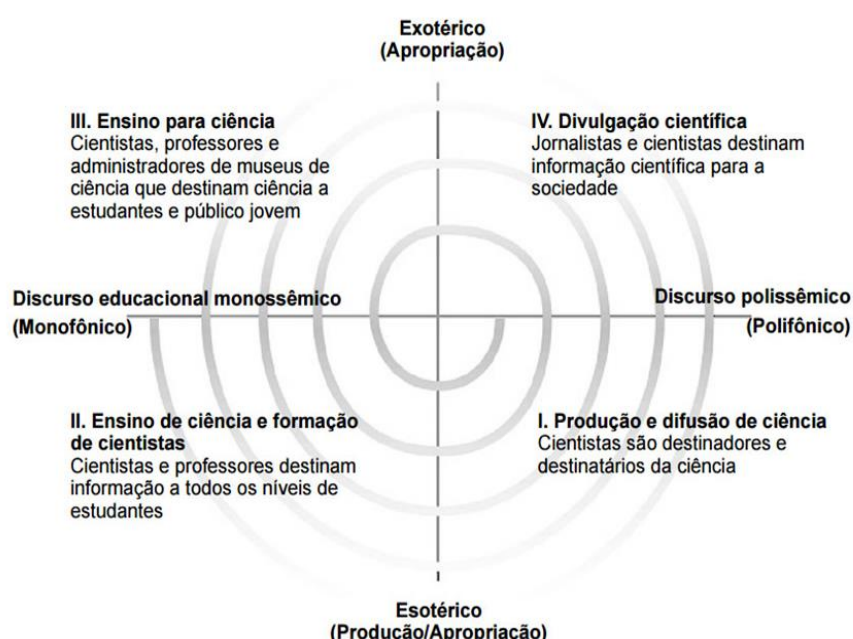 Exotérico
(Apropriação)
III. Ensino para ciência
Cientistas, professores e
administradores de museus de
ciência que destinam ciência a
estudantes e público jovem
IV. Divulgação científica
Jornalistas e cientistas destinam
informação científica para a
sociedade
Discurso educacional monossêmico
(Monofônico)
Discurso polissêmico
(Polifônico)
II. Ensino de ciência e formação
de cientistas
Cientistas e professores destinam
informação a todos os níveis de
estudantes
I. Produção e difusão de ciência
Cientistas são destinadores e
destinatários da ciência
Esotérico
(Produção/Apropriação)